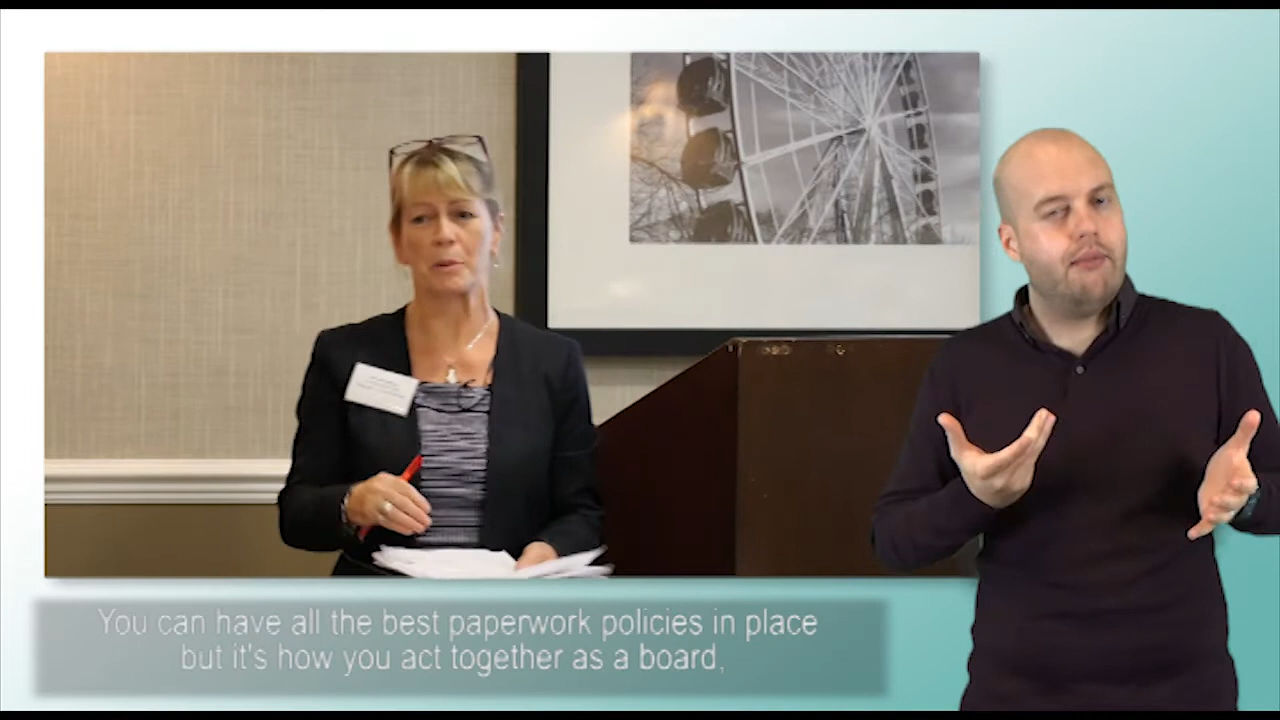 You can have all the best paperwork policies in place
but it's how you act together as a board,